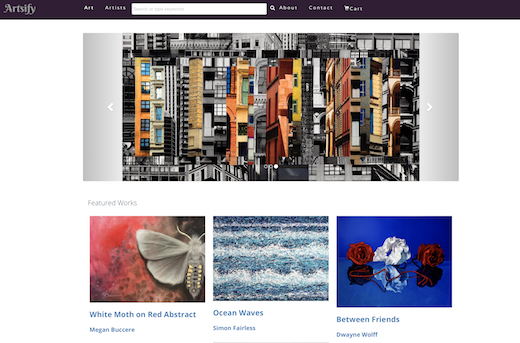 Artsify
Art Artists Search or type keywords About Contact Cart
Featured Works
White Moth on Red Abstract
Megan Buccere
Ocean Waves
Simon Fairless
Between Friends
Dwayne Wolff